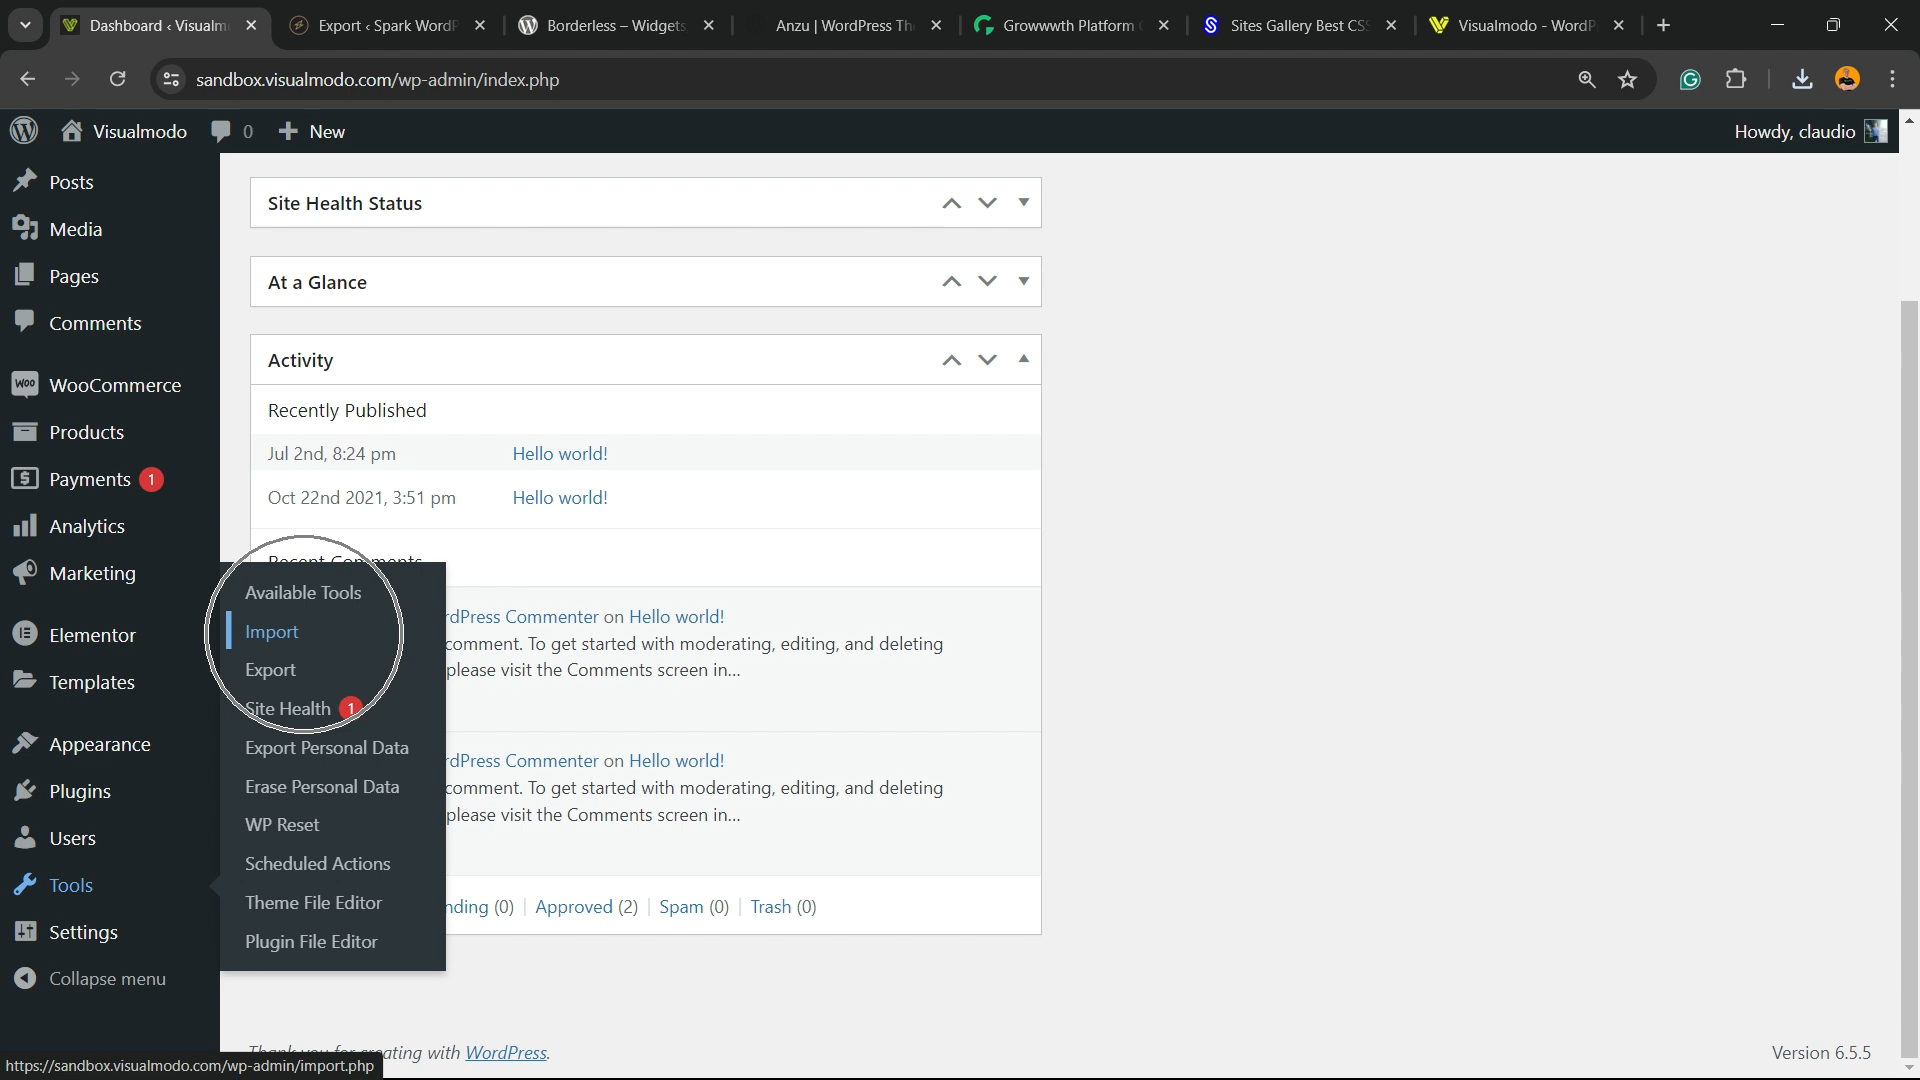 Dashboard ‹ Visualm
Export ‹ Spark WordP
Borderless – Widgets
Anzu | WordPress Th
Growwwth Platform
Sites Gallery Best CSS
Visualmodo - WordP
sandbox.visualmodo.com/wp-admin/index.php
Visualmodo
0
New
Howdy, claudio
Posts
Media
Pages
Comments
WooCommerce
Products
Payments 1
Analytics
Marketing
Elementor
Templates
Appearance
Plugins
Users
Tools
Settings
Collapse menu
Site Health Status
At a Glance
Activity
Recently Published
Jul 2nd, 8:24 pm Hello world!
Oct 22nd 2021, 3:51 pm Hello world!
Recent Comments
Available Tools
Import
Export
Site Health 1
Export Personal Data
Erase Personal Data
WP Reset
Scheduled Actions
Theme File Editor
Plugin File Editor
rdPress Commenter on Hello world!
comment. To get started with moderating, editing, and deleting
please visit the Comments screen in...
rdPress Commenter on Hello world!
comment. To get started with moderating, editing, and deleting
please visit the Comments screen in...
nding (0) | Approved (2) | Spam (0) | Trash (0)
Thank you for creating with WordPress.
Version 6.5.5
https://sandbox.visualmodo.com/wp-admin/import.php